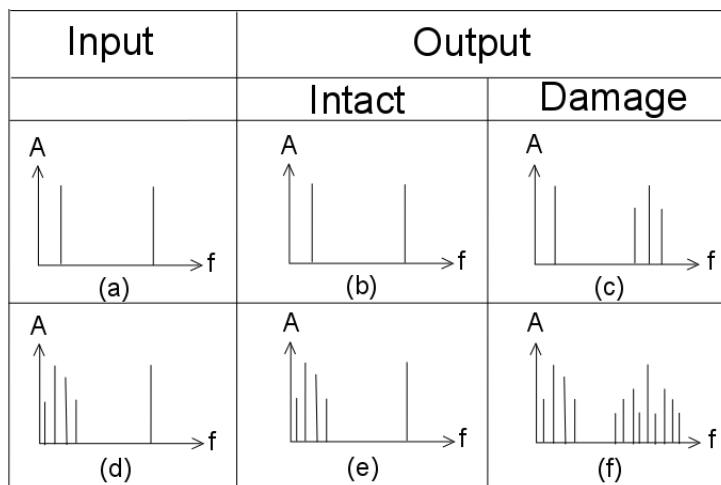 Input Output
Intact Damage
A A A
f f f
(a) (b) (c)
A A A
f f f
(d) (e) (f)